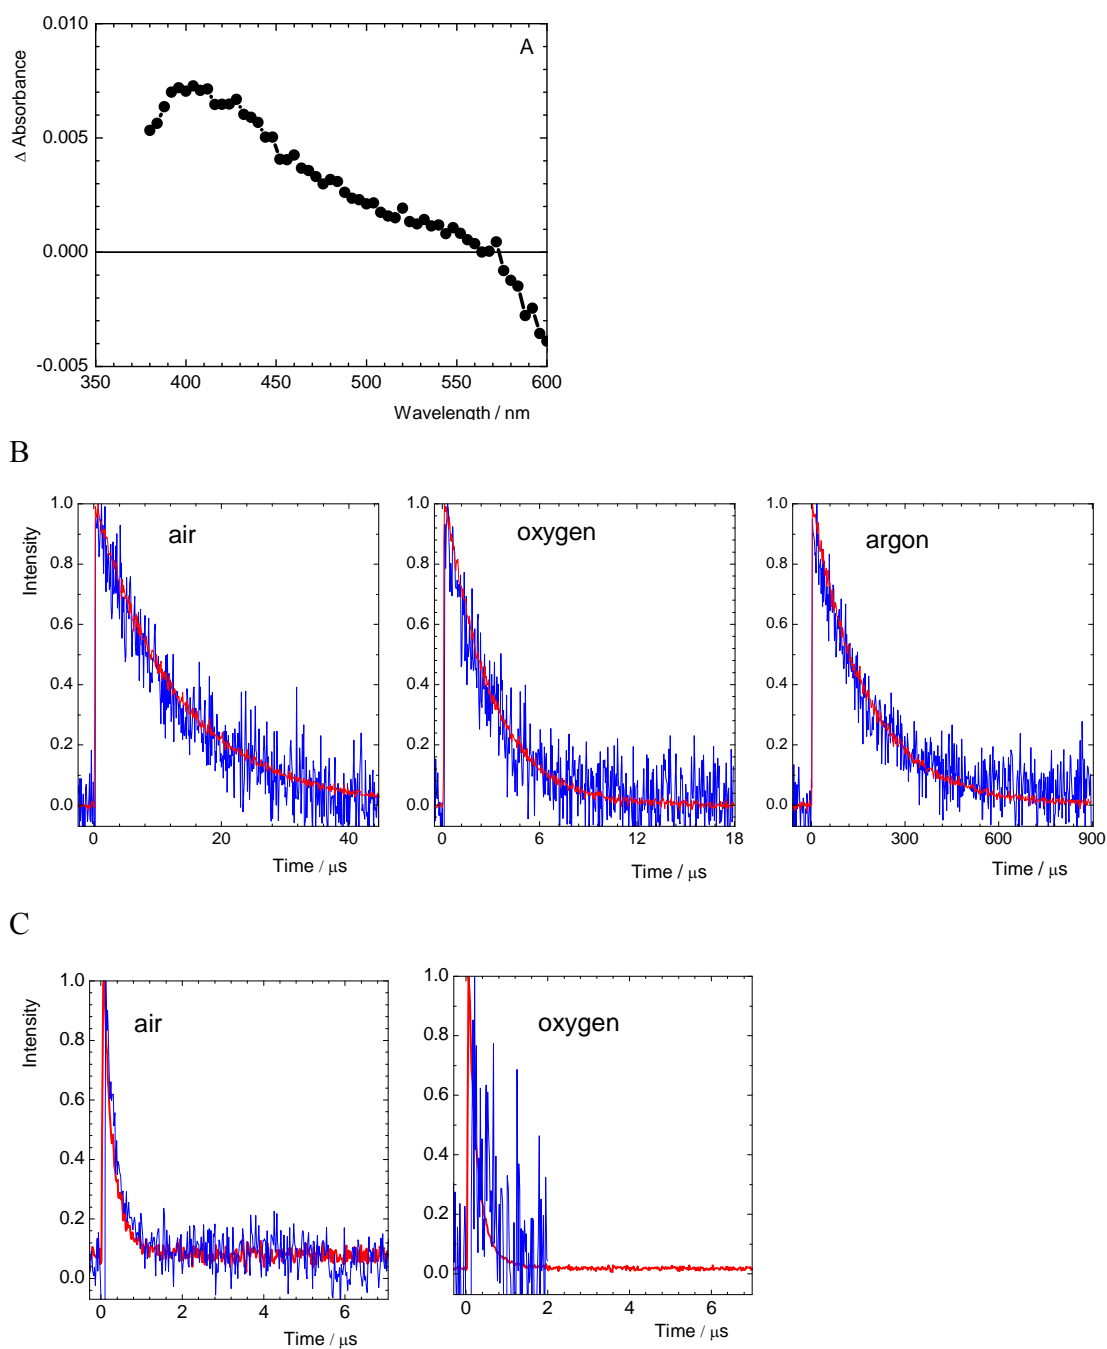 A
0.010
0.005
0.000
-0.005
Δ Absorbance
350 400 450 500 550 600
Wavelength / nm
B
1.0 1.0 1.0
air oxygen argon
0.8 0.8 0.8
0.6 0.6 0.6
0.4 0.4 0.4
0.2 0.2 0.2
0.0 0.0 0.0
Intensity
0 20 40 0 6 12 18 0 300 600 900
Time / μs Time / μs Time / μs
C
1.0 1.0
air oxygen
0.8 0.8
0.6 0.6
0.4 0.4
0.2 0.2
0.0 0.0
Intensity
0 2 4 6 0 2 4 6
Time / μs Time / μs